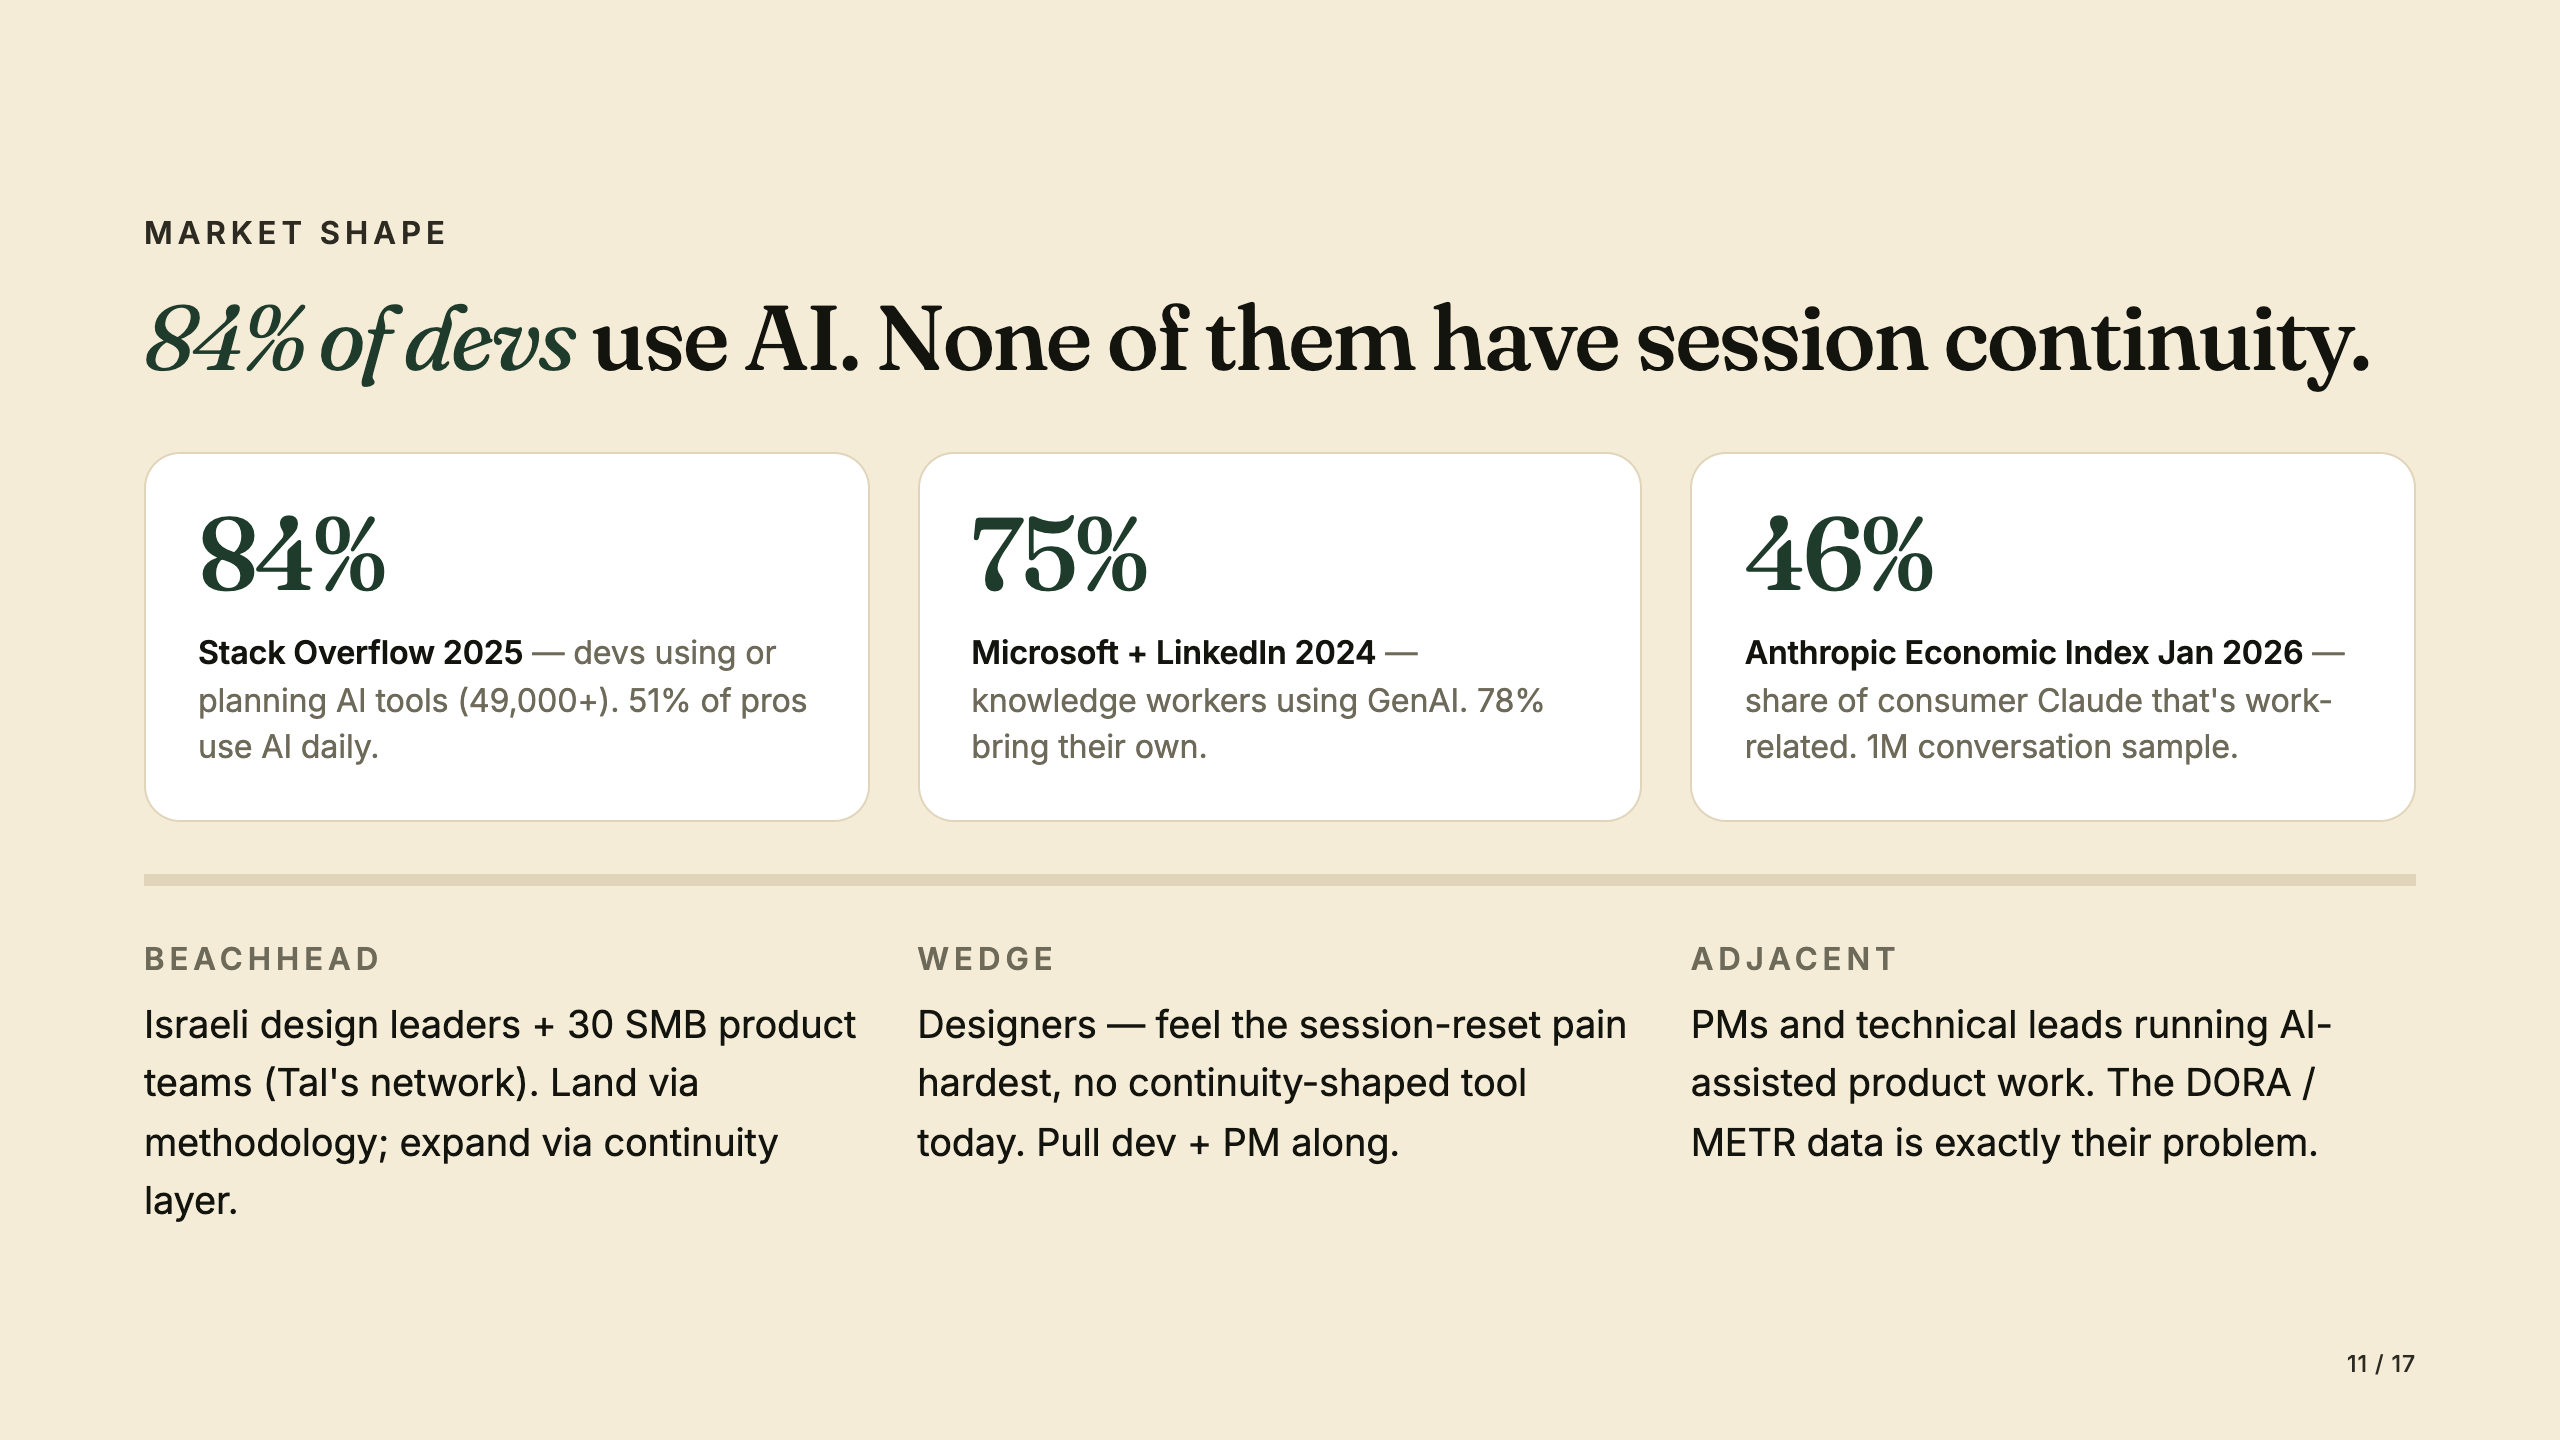 MARKET SHAPE
84% of devs use AI. None of them have session continuity.
84%
Stack Overflow 2025 — devs using or
planning AI tools (49,000+). 51% of pros
use AI daily.
75%
Microsoft + LinkedIn 2024 —
knowledge workers using GenAI. 78%
bring their own.
46%
Anthropic Economic Index Jan 2026 —
share of consumer Claude that's work-
related. 1M conversation sample.
BEACHHEAD
Israeli design leaders + 30 SMB product
teams (Tal's network). Land via
methodology; expand via continuity
layer.
WEDGE
Designers — feel the session-reset pain
hardest, no continuity-shaped tool
today. Pull dev + PM along.
ADJACENT
PMs and technical leads running AI-
assisted product work. The DORA /
METR data is exactly their problem.
11 / 17